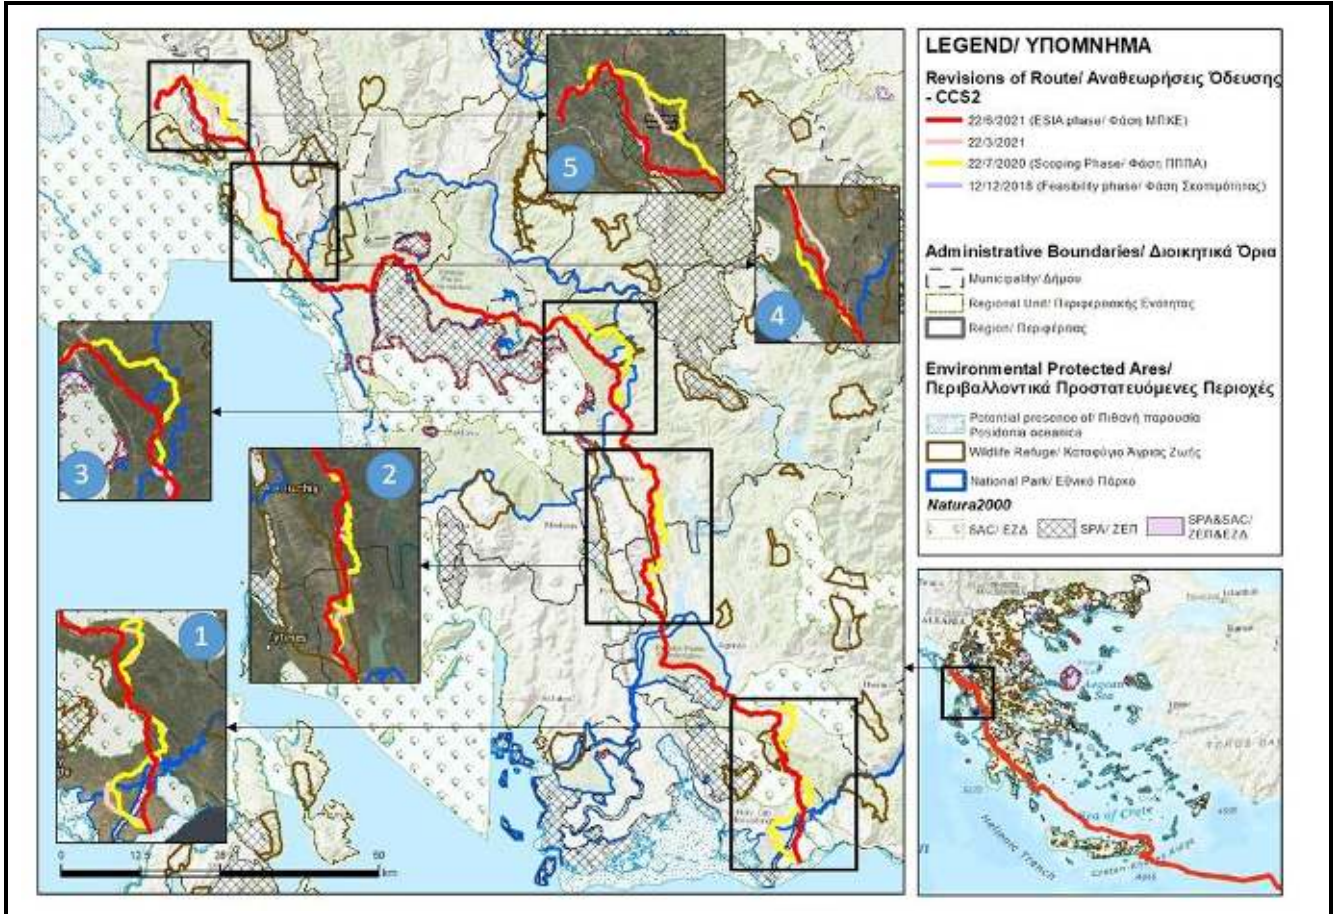 LEGEND/ ΥΠΟΜΝΗΜΑ
Revisions of Route/ Αναθεωρήσεις Όδευσης
- CCS2
22/6/2021 (ESIA phase/ Φάση ΜΠΚΕ)
22/3/2021
22/7/2020 (Scoping Phase/ Φάση ΠΠΠΑ)
12/12/2018 (Feasibility phase/ Φάση Σκοπιμότητας)
Administrative Boundaries/ Διοικητικά Όρια
Municipality/ Δήμου
Regional Unit/ Περιφερειακής Ενότητας
Region/ Περιφέρειας
Environmental Protected Ares/
Περιβαλλοντικά Προστατευόμενες Περιοχές
Potential presence of/ Πιθανή παρουσία
Posidonia oceanica
Wildlife Refuge/ Καταφύγιο Άγριας Ζωής
National Park/ Εθνικό Πάρκο
Natura2000
SAC/ ΕΖΔ
SPA/ ΖΕΠ
SPA&SAC/
ΖΕΠ&ΕΖΔ
5
4
3
2
1
0
12.5
50
km
Aegean
Sea
Sea of Crete
Hellenic Trench